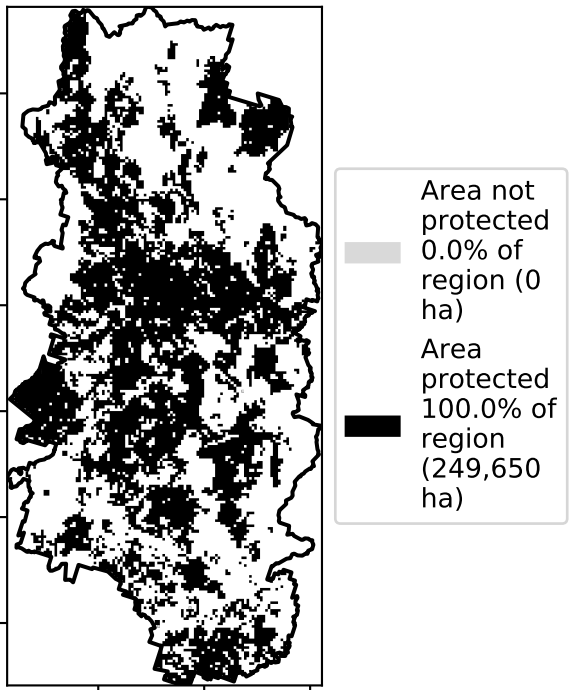 Area not
protected
0.0% of
region (0
ha)
Area
protected
100.0% of
region
(249,650
ha)